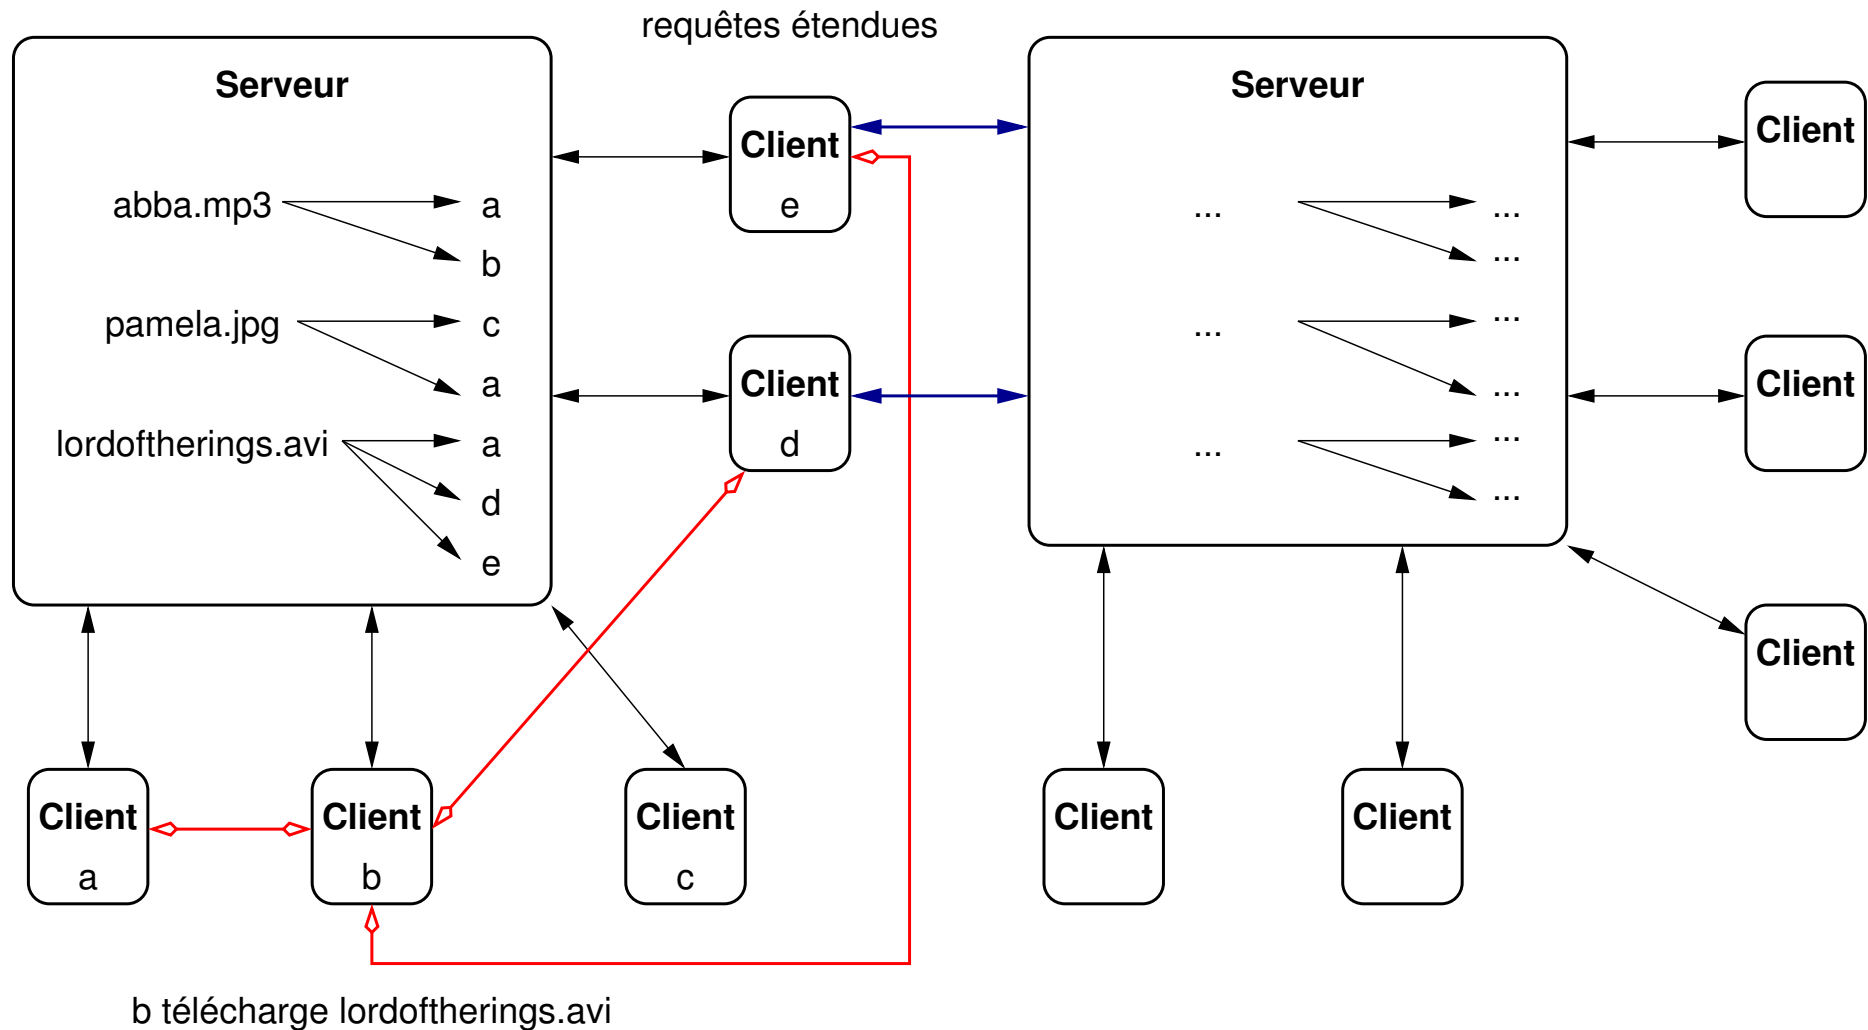 requêtes étendues
Serveur
abba.mp3
a
b
pamela.jpg
c
a
lordoftherings.avi
a
d
e
Client
e
Client
d
Serveur
...
...
...
...
...
...
...
...
...
Client
Client
Client
Client
a
Client
b
Client
c
Client
Client
b télécharge lordoftherings.avi